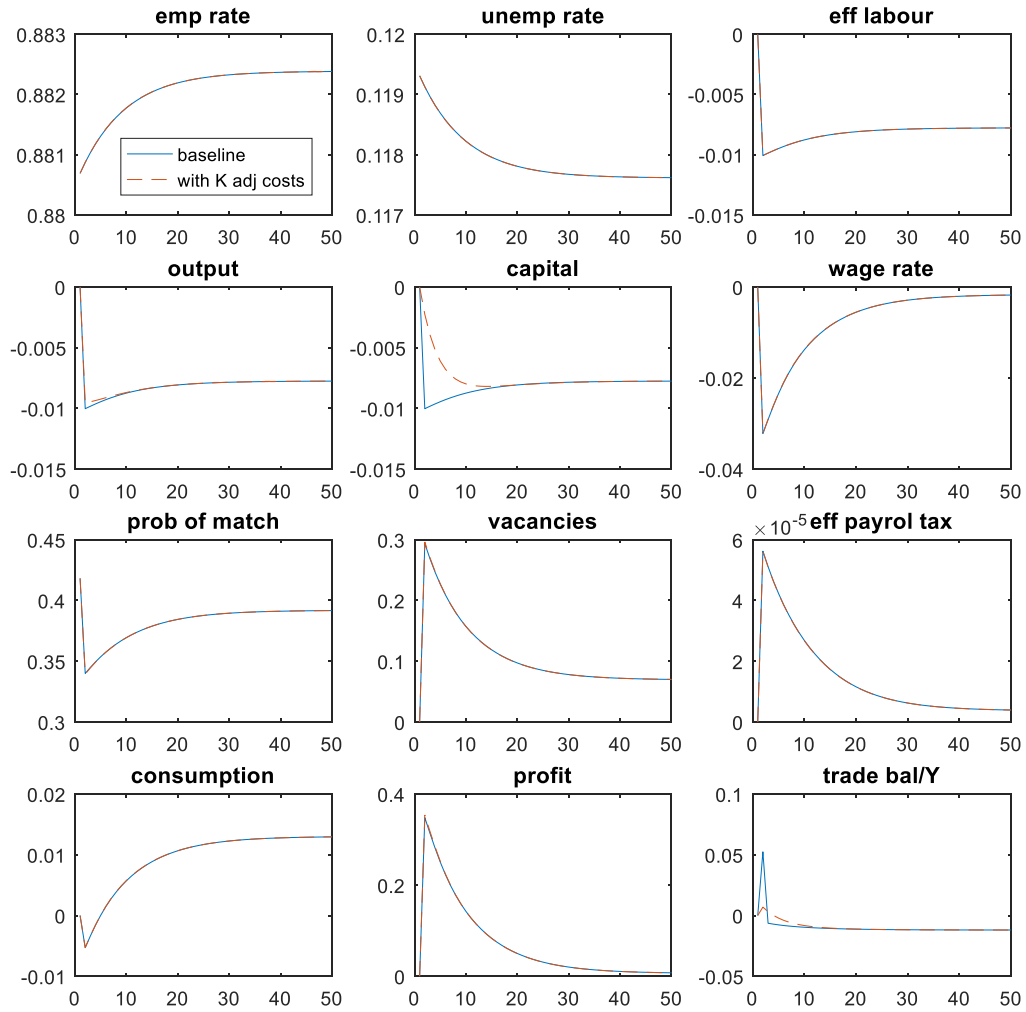 emp rate
0.883
0.882
0.881
0.88
baseline
with K adj costs
0 10 20 30 40 50
unemp rate
0.12
0.119
0.118
0.117
0 10 20 30 40 50
eff labour
0
-0.005
-0.01
-0.015
0 10 20 30 40 50
output
0
-0.005
-0.01
-0.015
0 10 20 30 40 50
capital
0
-0.005
-0.01
-0.015
0 10 20 30 40 50
wage rate
0
-0.02
-0.04
0 10 20 30 40 50
prob of match
0.45
0.4
0.35
0.3
0 10 20 30 40 50
vacancies
0.3
0.2
0.1
0
0 10 20 30 40 50
×10^-5 eff payrol tax
6
4
2
0
0 10 20 30 40 50
consumption
0.02
0.01
0
-0.01
0 10 20 30 40 50
profit
0.4
0.2
0
0 10 20 30 40 50
trade bal/Y
0.1
0.05
0
-0.05
0 10 20 30 40 50